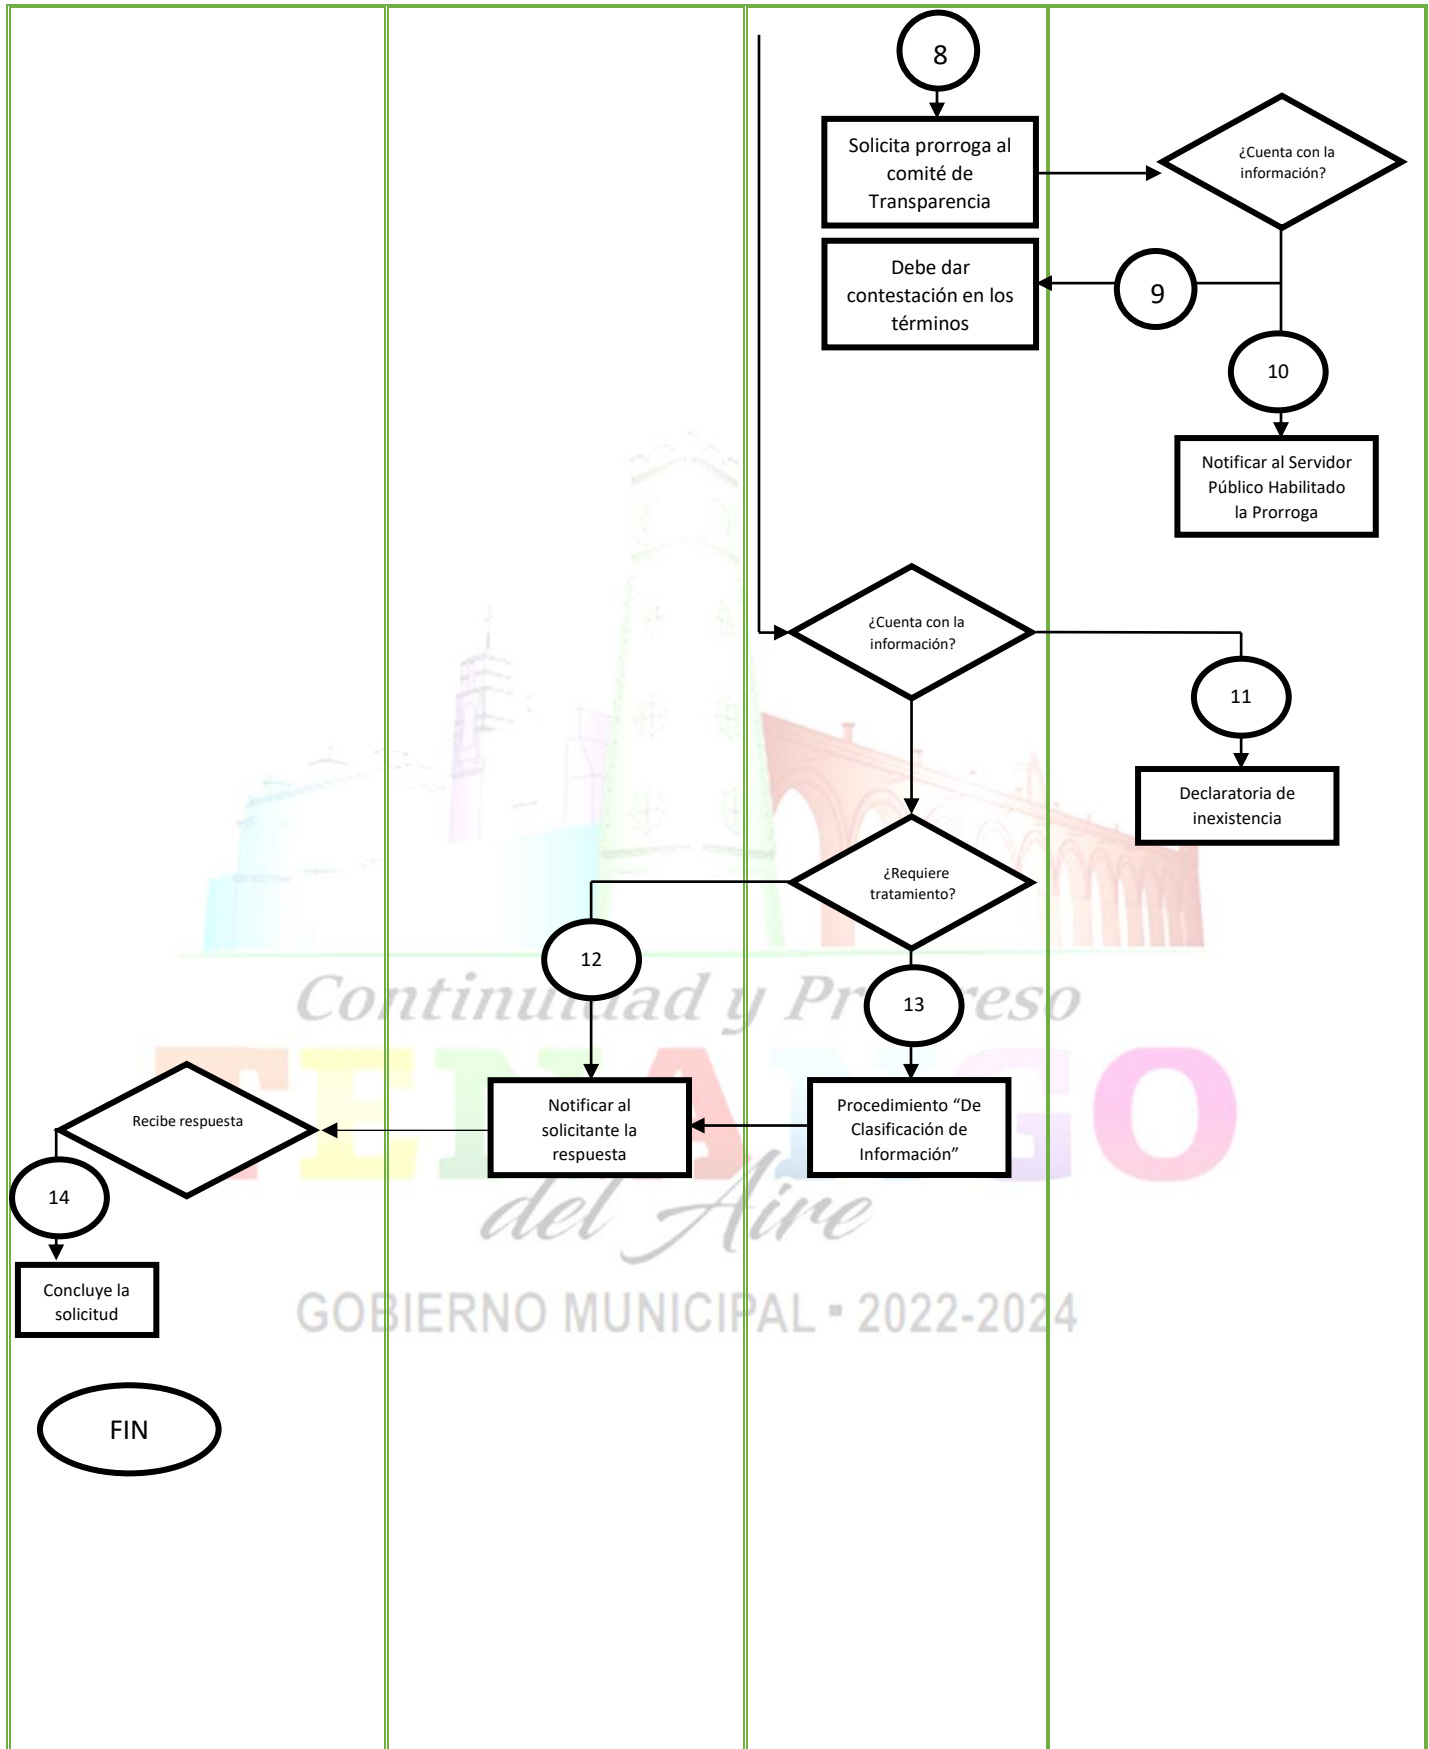 8
Solicita prorroga al
comité de
Transparencia
¿Cuenta con la
información?
Debe dar
contestación en los
términos
9
10
Notificar al Servidor
Público Habilitado
la Prorroga
¿Cuenta con la
información?
11
Declaratoria de
inexistencia
¿Requiere
tratamiento?
12
13
Continuidad y Progreso
TENANGO
del Aire
GOBIERNO MUNICIPAL ▪ 2022-2024
Procedimiento “De
Clasificación de
Información”
Notificar al
solicitante la
respuesta
Recibe respuesta
14
Concluye la
solicitud
FIN